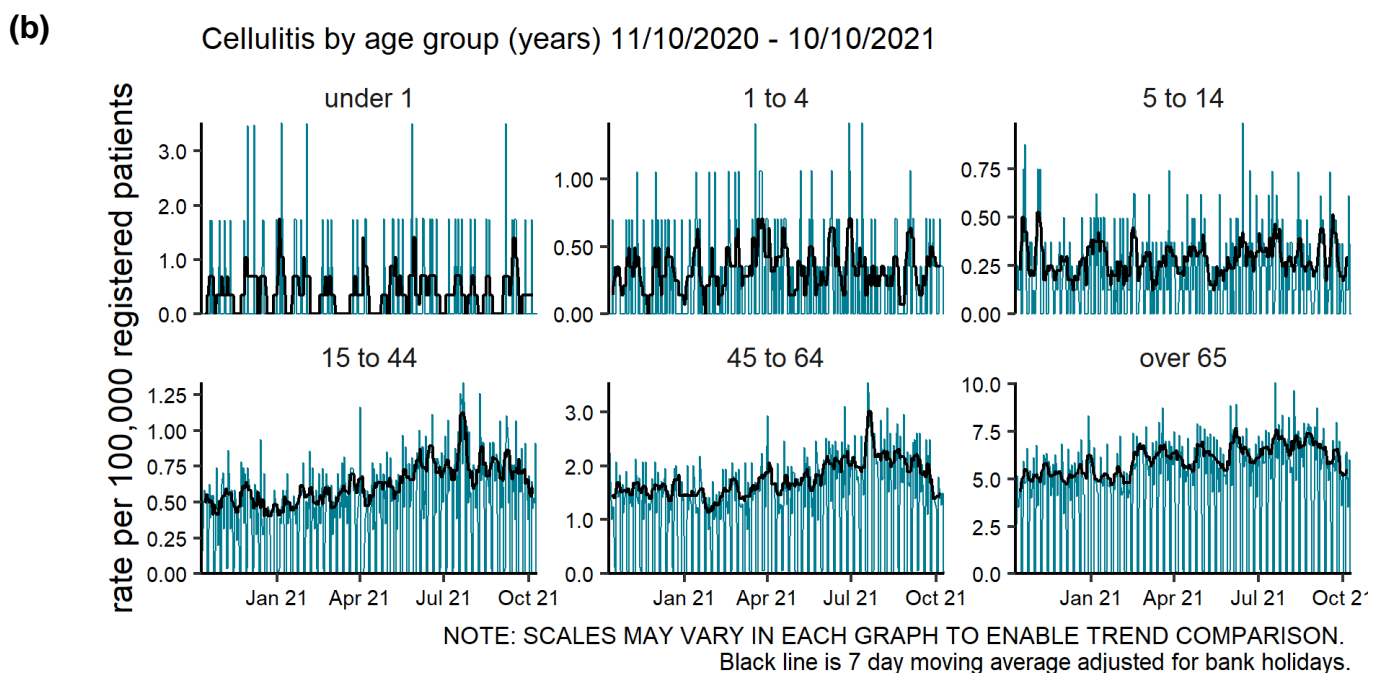 (b)
Cellulitis by age group (years) 11/10/2020 - 10/10/2021
rate per 100,000 registered patients
under 1
3.0
2.0
1.0
0.0
1 to 4
1.00
0.50
0.00
5 to 14
0.75
0.50
0.25
0.00
15 to 44
1.25
1.00
0.75
0.50
0.25
0.00
Jan 21 Apr 21 Jul 21 Oct 21
45 to 64
3.0
2.0
1.0
0.0
Jan 21 Apr 21 Jul 21 Oct 21
over 65
10.0
7.5
5.0
2.5
0.0
Jan 21 Apr 21 Jul 21 Oct 2
NOTE: SCALES MAY VARY IN EACH GRAPH TO ENABLE TREND COMPARISON.
Black line is 7 day moving average adjusted for bank holidays.